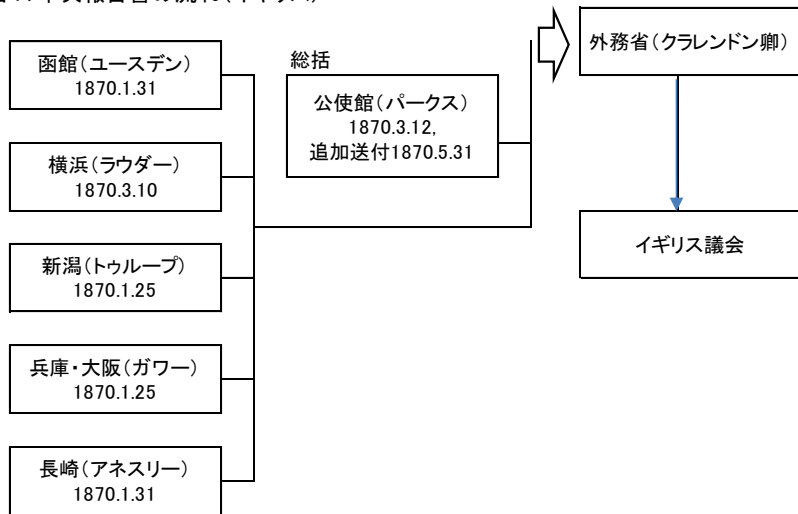 函館(ユースデン)
1870.1.31
横浜(ラウダー)
1870.3.10
新潟(トゥループ)
1870.1.25
兵庫・大阪(ガワー)
1870.1.25
長崎(アネスリー)
1870.1.31
総括
公使館(パークス)
1870.3.12,
追加送付1870.5.31
外務省(クラレンドン卿)
イギリス議会